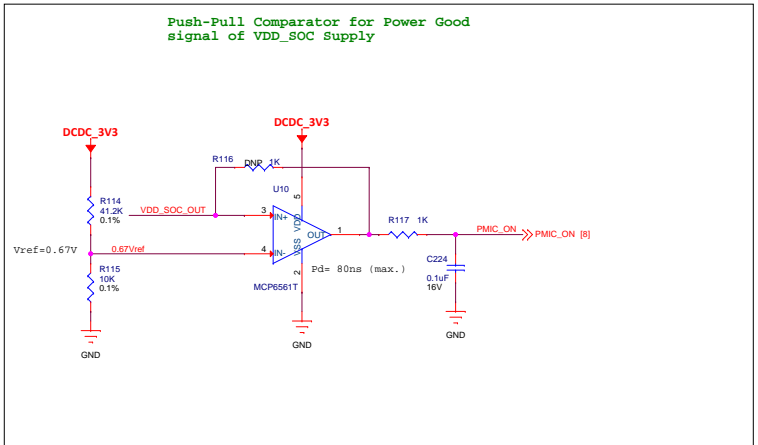 Push-Pull Comparator for Power Good
signal of VDD_SOC Supply
DCDC_3V3
DCDC_3V3
R116
DNP 1K
U10
R114
41.2K
0.1%
VDD_SOC_OUT
3
IN+
VDD
5
OUT
1
R117 1K
PMIC_ON
PMIC_ON [8]
Vref=0.67V
0.67Vref
4
IN-
VSS
2
Pd= 80ns (max.)
MCP6561T
R115
10K
0.1%
C224
0.1uF
16V
GND
GND
GND